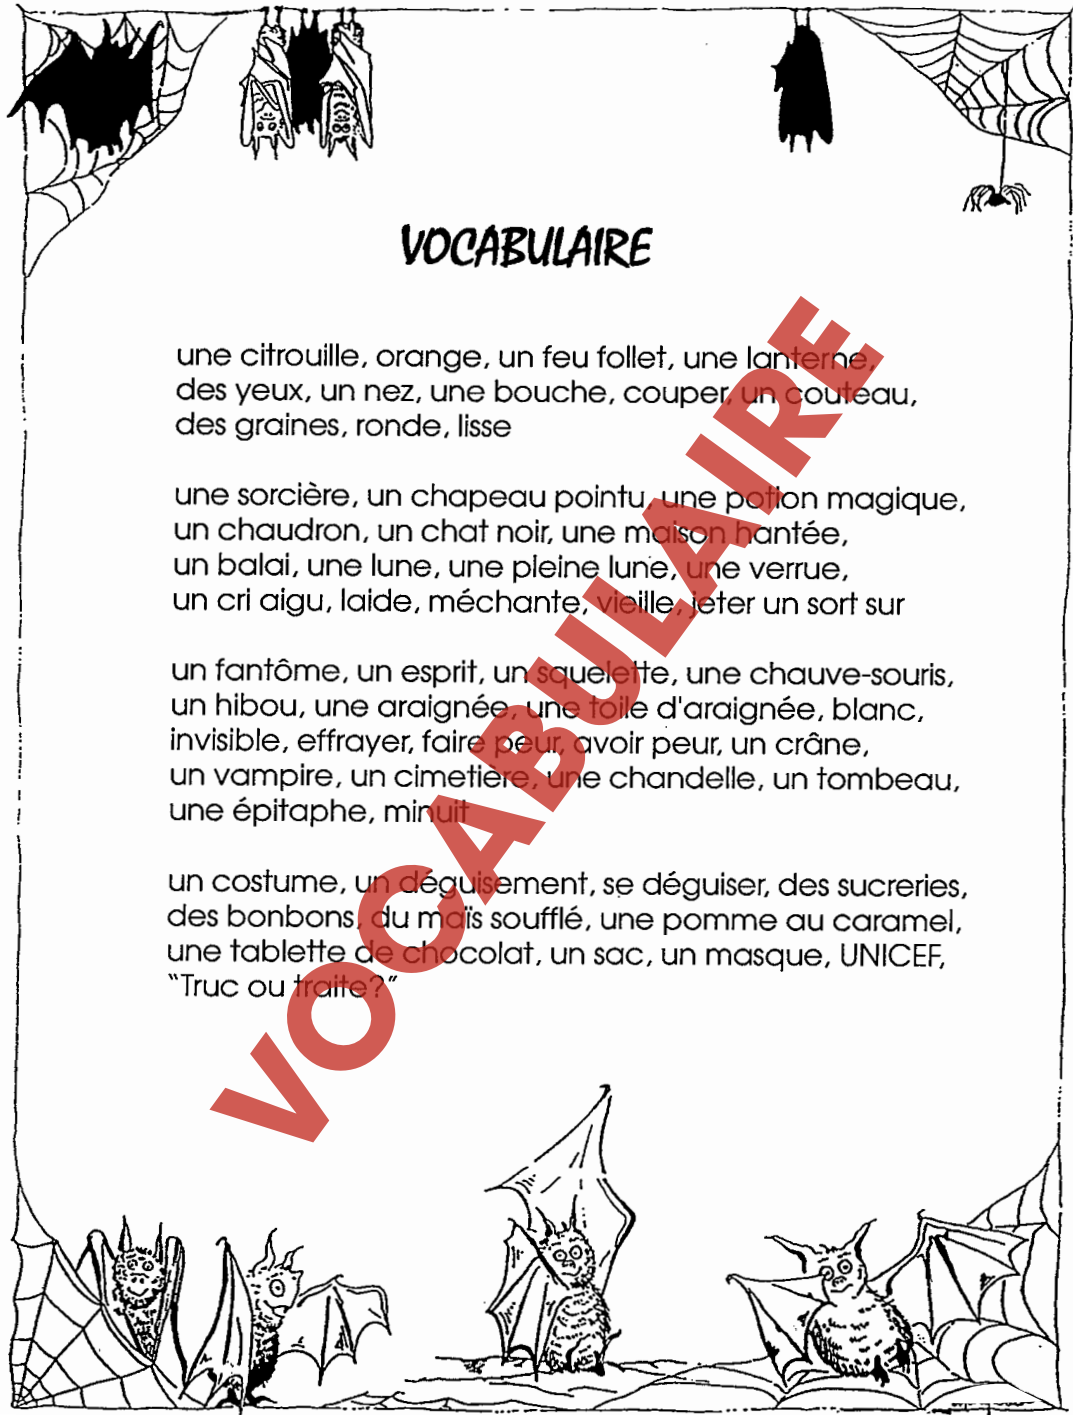 VOCABULAIRE
une citrouille, orange, un feu follet, une lanterne,
des yeux, un nez, une bouche, couper, un couteau,
des graines, ronde, lisse
une sorcière, un chapeau pointu, une potion magique,
un chaudron, un chat noir, une maison hantée,
un balai, une lune, une pleine lune, une verrue,
un cri aigu, laide, méchante, vieille, jeter un sort sur
un fantôme, un esprit, un squelette, une chauve-souris,
un hibou, une araignée, une toile d'araignée, blanc,
invisible, effrayer, faire peur, avoir peur, un crâne,
un vampire, un cimetière, une chandelle, un tombeau,
une épitaphe, minuit
un costume, un déguisement, se déguiser, des sucreries,
des bonbons, du maïs soufflé, une pomme au caramel,
une tablette de chocolat, un sac, un masque, UNICEF,
"Truc ou traite?"
VOCABULAIRE